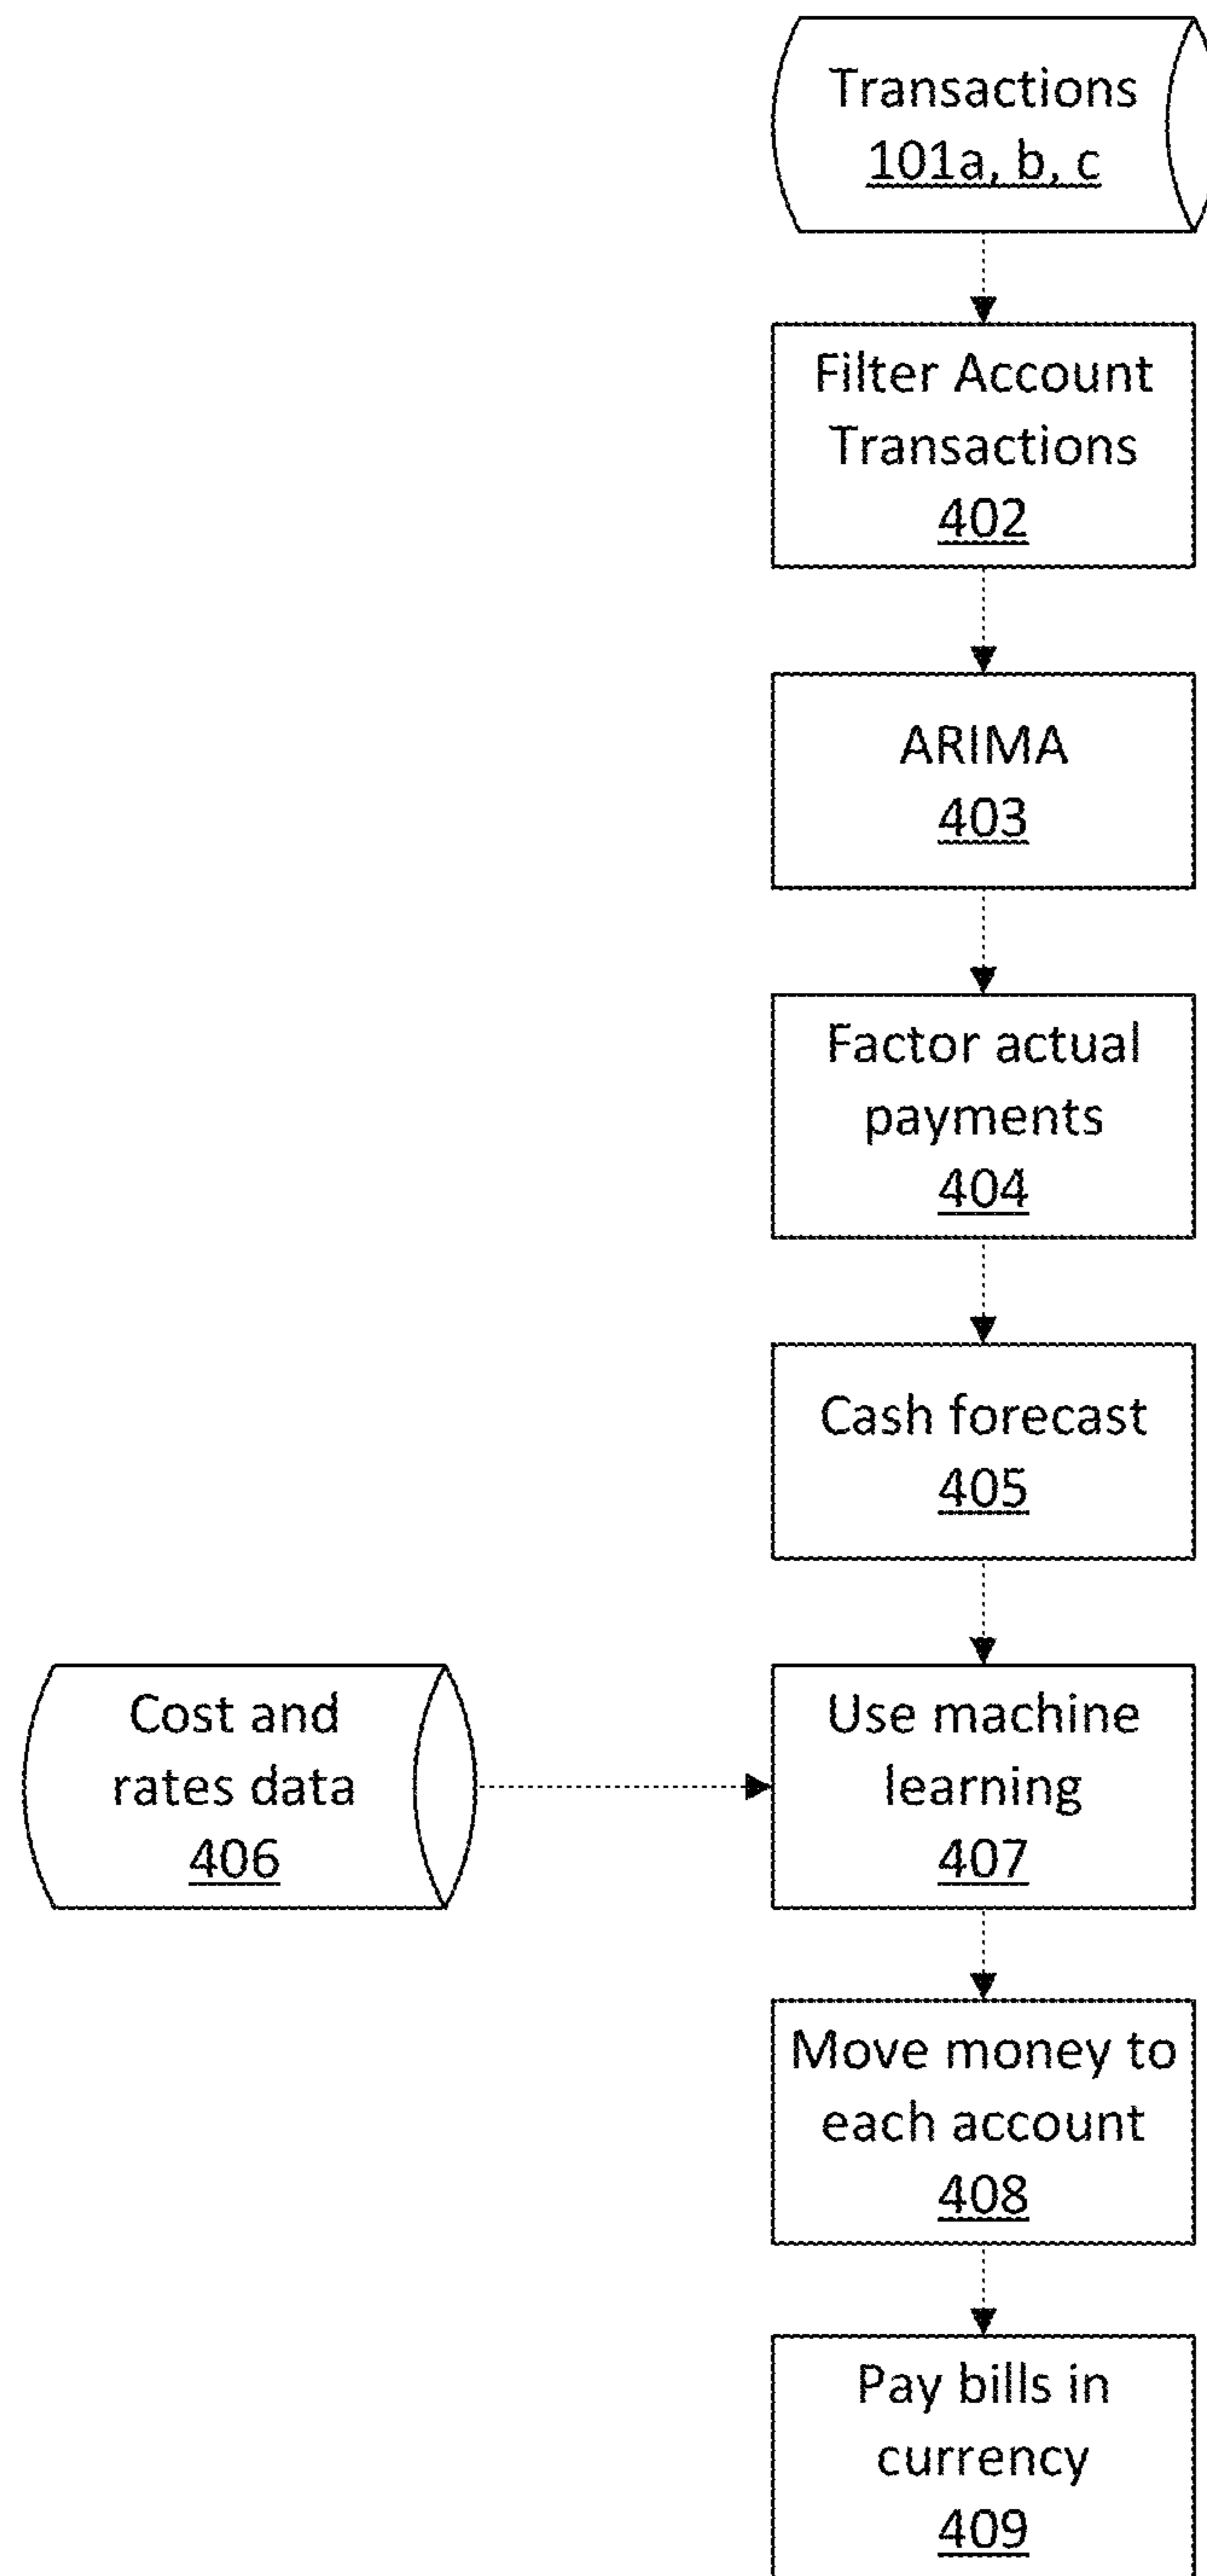 Transactions
101a, b, c
Filter Account
Transactions
402
ARIMA
403
Factor actual
payments
404
Cash forecast
405
Cost and
rates data
406
Use machine
learning
407
Move money to
each account
408
Pay bills in
currency
409